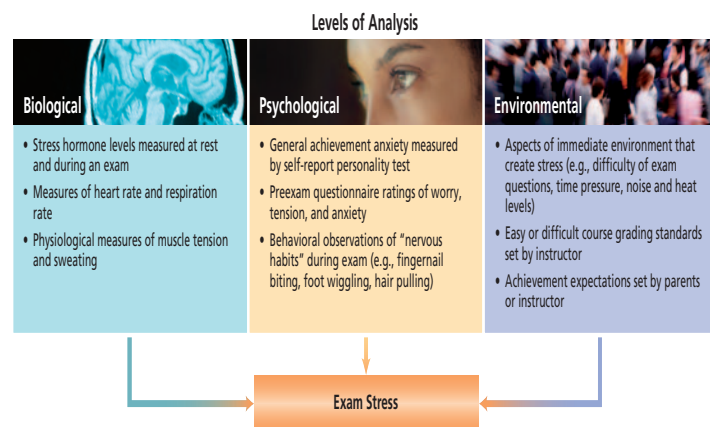 Levels of Analysis
Biological
• Stress hormone levels measured at rest
and during an exam
• Measures of heart rate and respiration
rate
• Physiological measures of muscle tension
and sweating
Psychological
• General achievement anxiety measured
by self-report personality test
• Preexam questionnaire ratings of worry,
tension, and anxiety
• Behavioral observations of “nervous
habits” during exam (e.g., fingernail
biting, foot wiggling, hair pulling)
Environmental
• Aspects of immediate environment that
create stress (e.g., difficulty of exam
questions, time pressure, noise and heat
levels)
• Easy or difficult course grading standards
set by instructor
• Achievement expectations set by parents
or instructor
Exam Stress